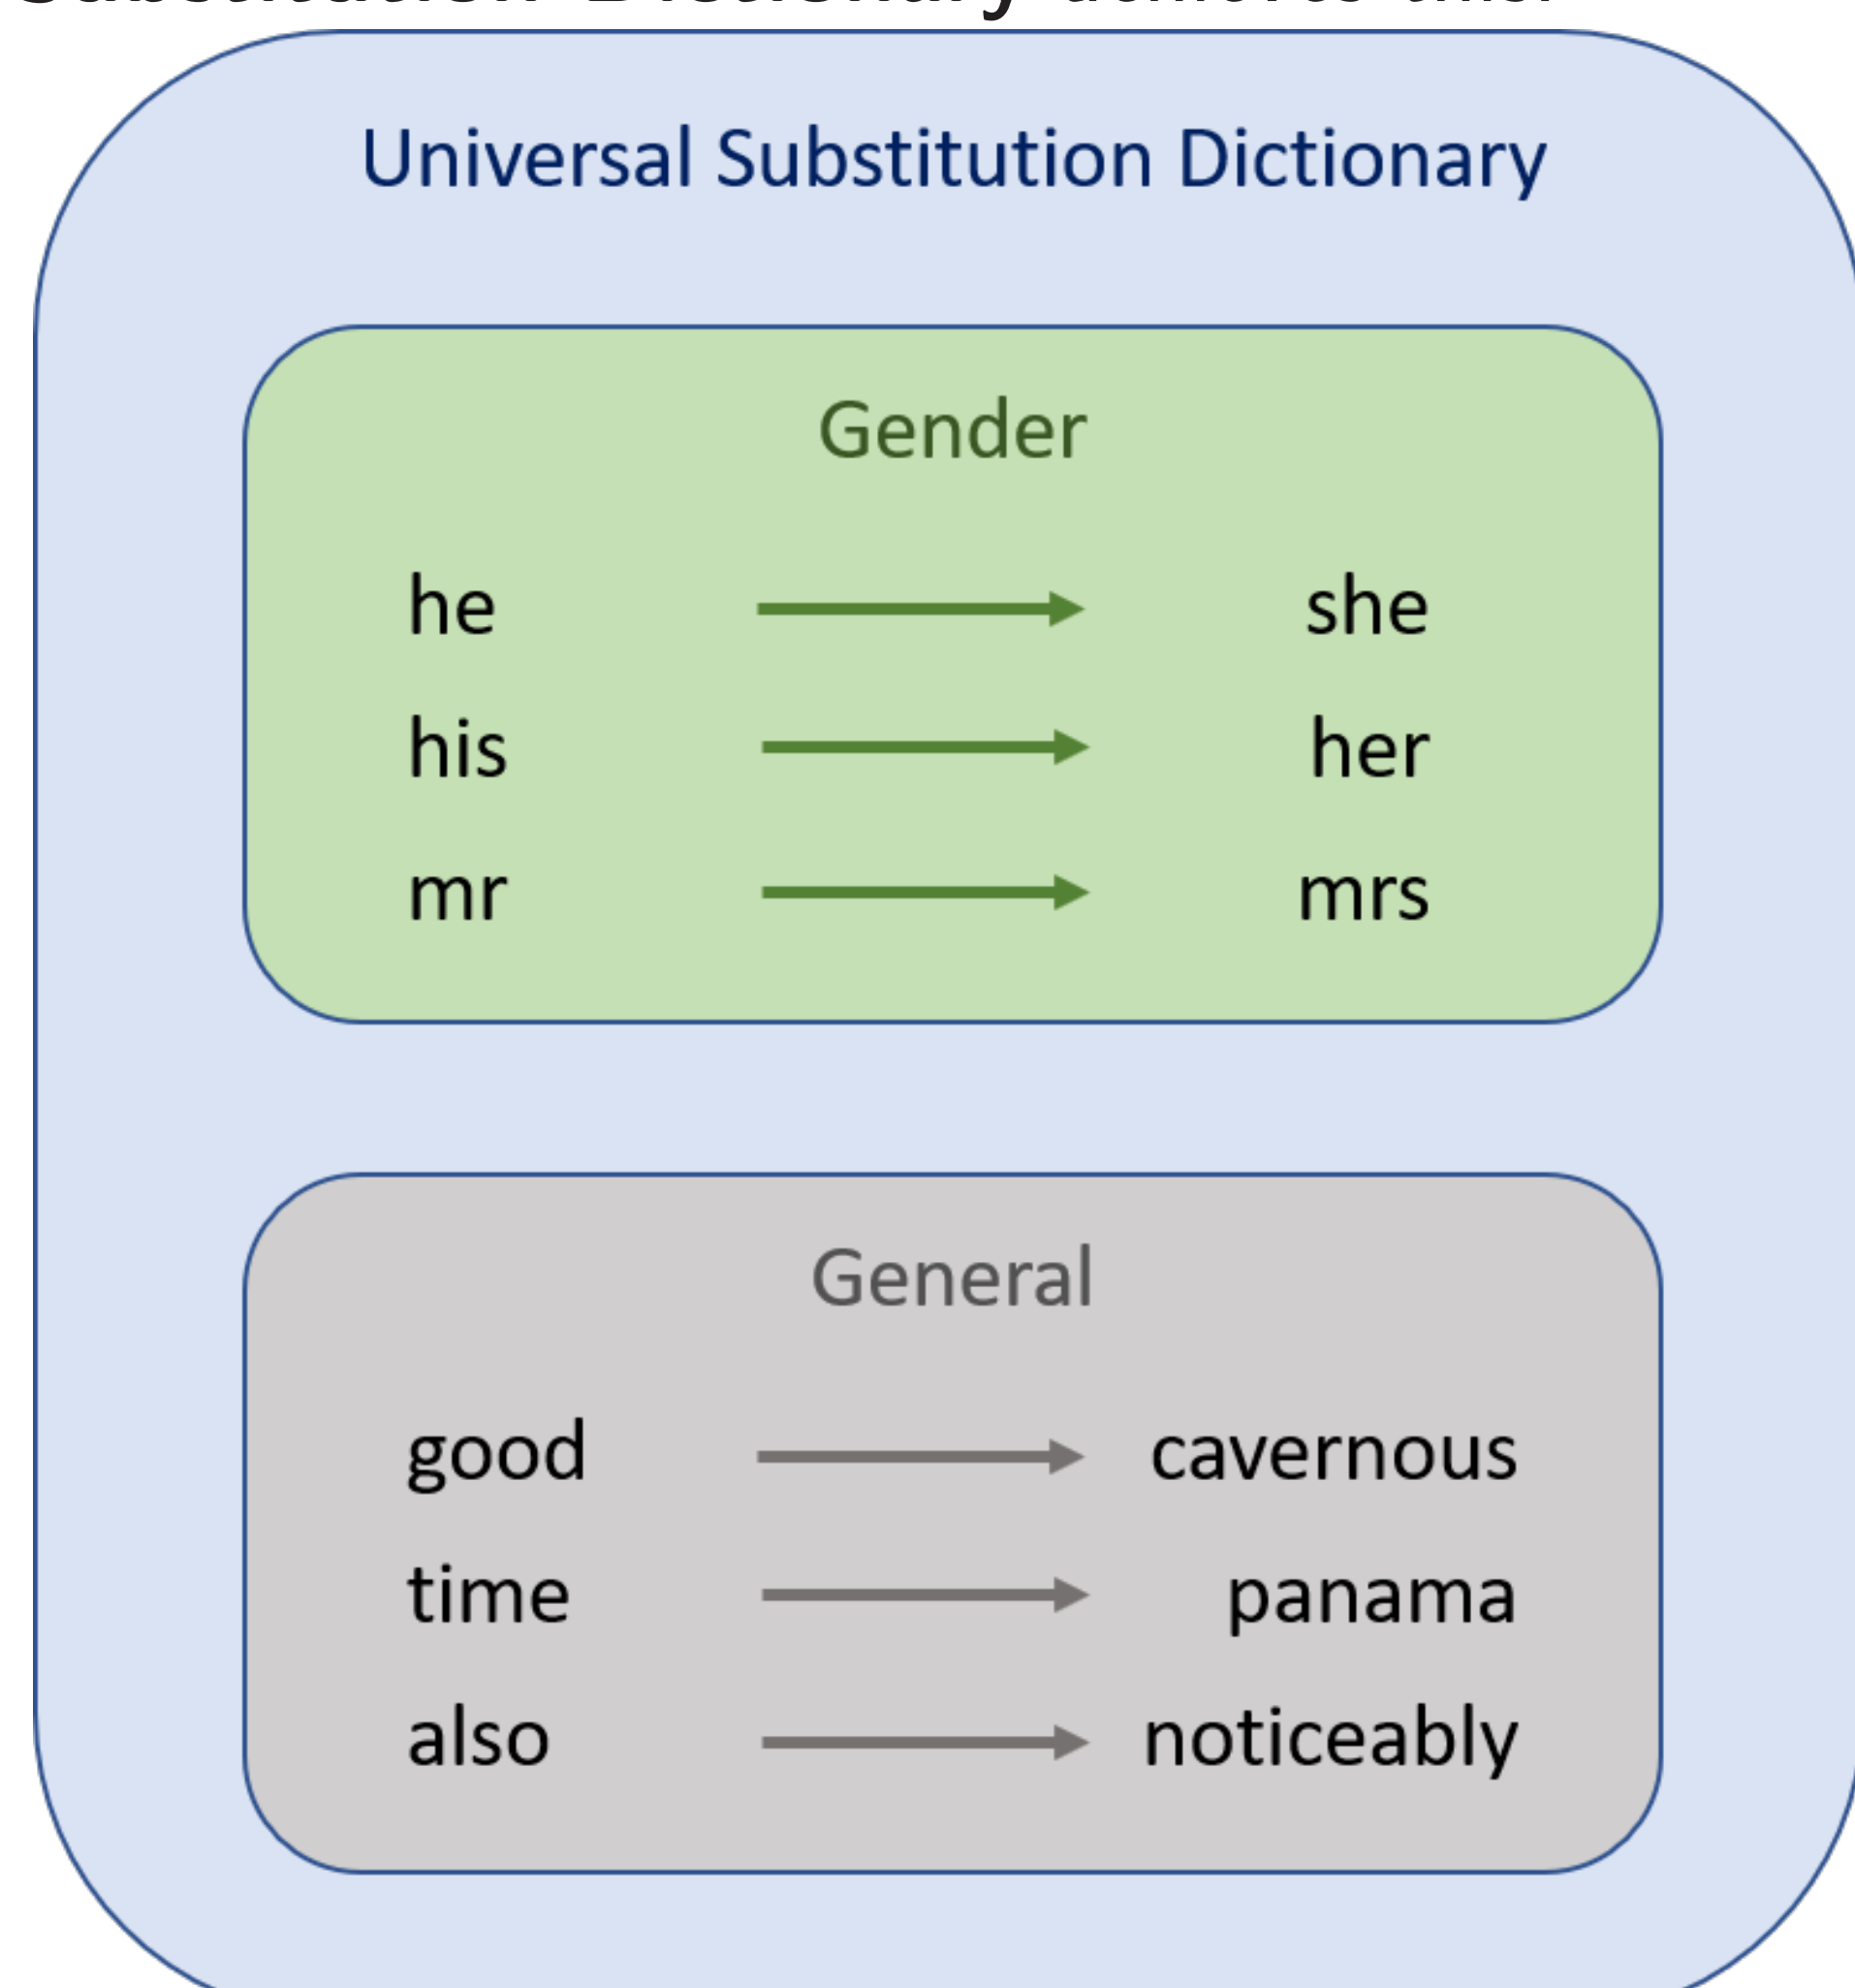 Universal Substitution Dictionary
Gender
he she
his her
mr mrs
General
good cavernous
time panama
also noticeably